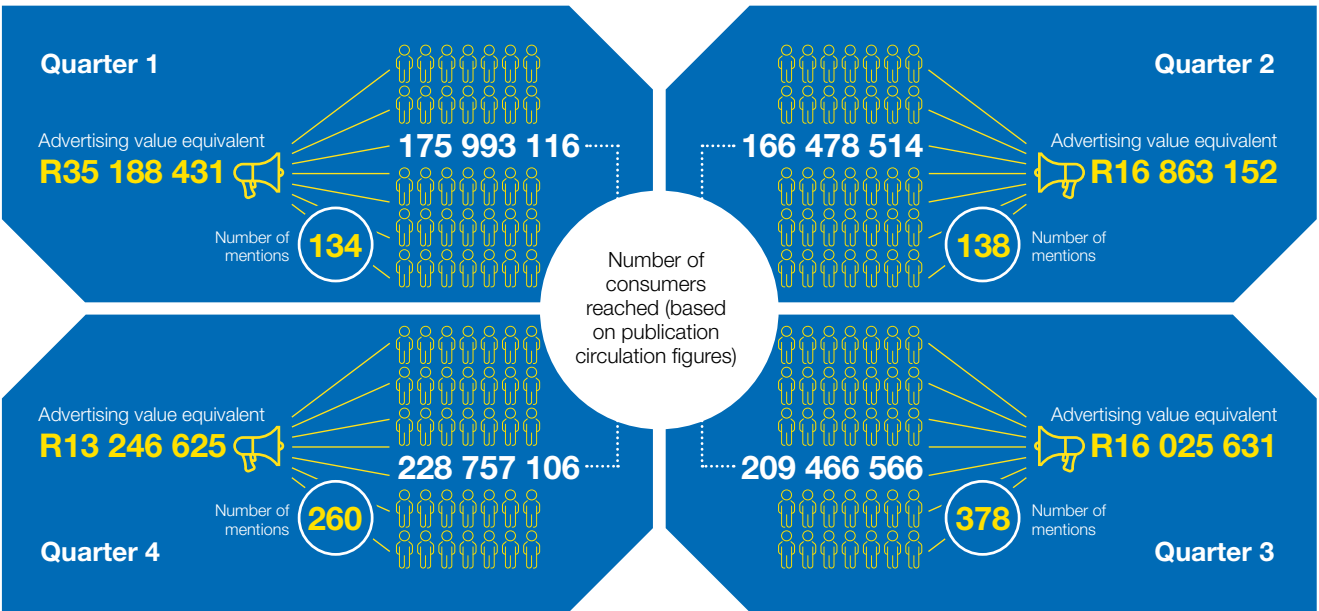 Quarter 1
Advertising value equivalent
R35 188 431
175 993 116
Number of
mentions
134
Quarter 2
166 478 514
Advertising value equivalent
R16 863 152
138
Number of
mentions
Number of
consumers
reached (based
on publication
circulation figures)
Advertising value equivalent
R13 246 625
228 757 106
Number of
mentions
260
Quarter 4
Advertising value equivalent
R16 025 631
209 466 566
378
Number of
mentions
Quarter 3